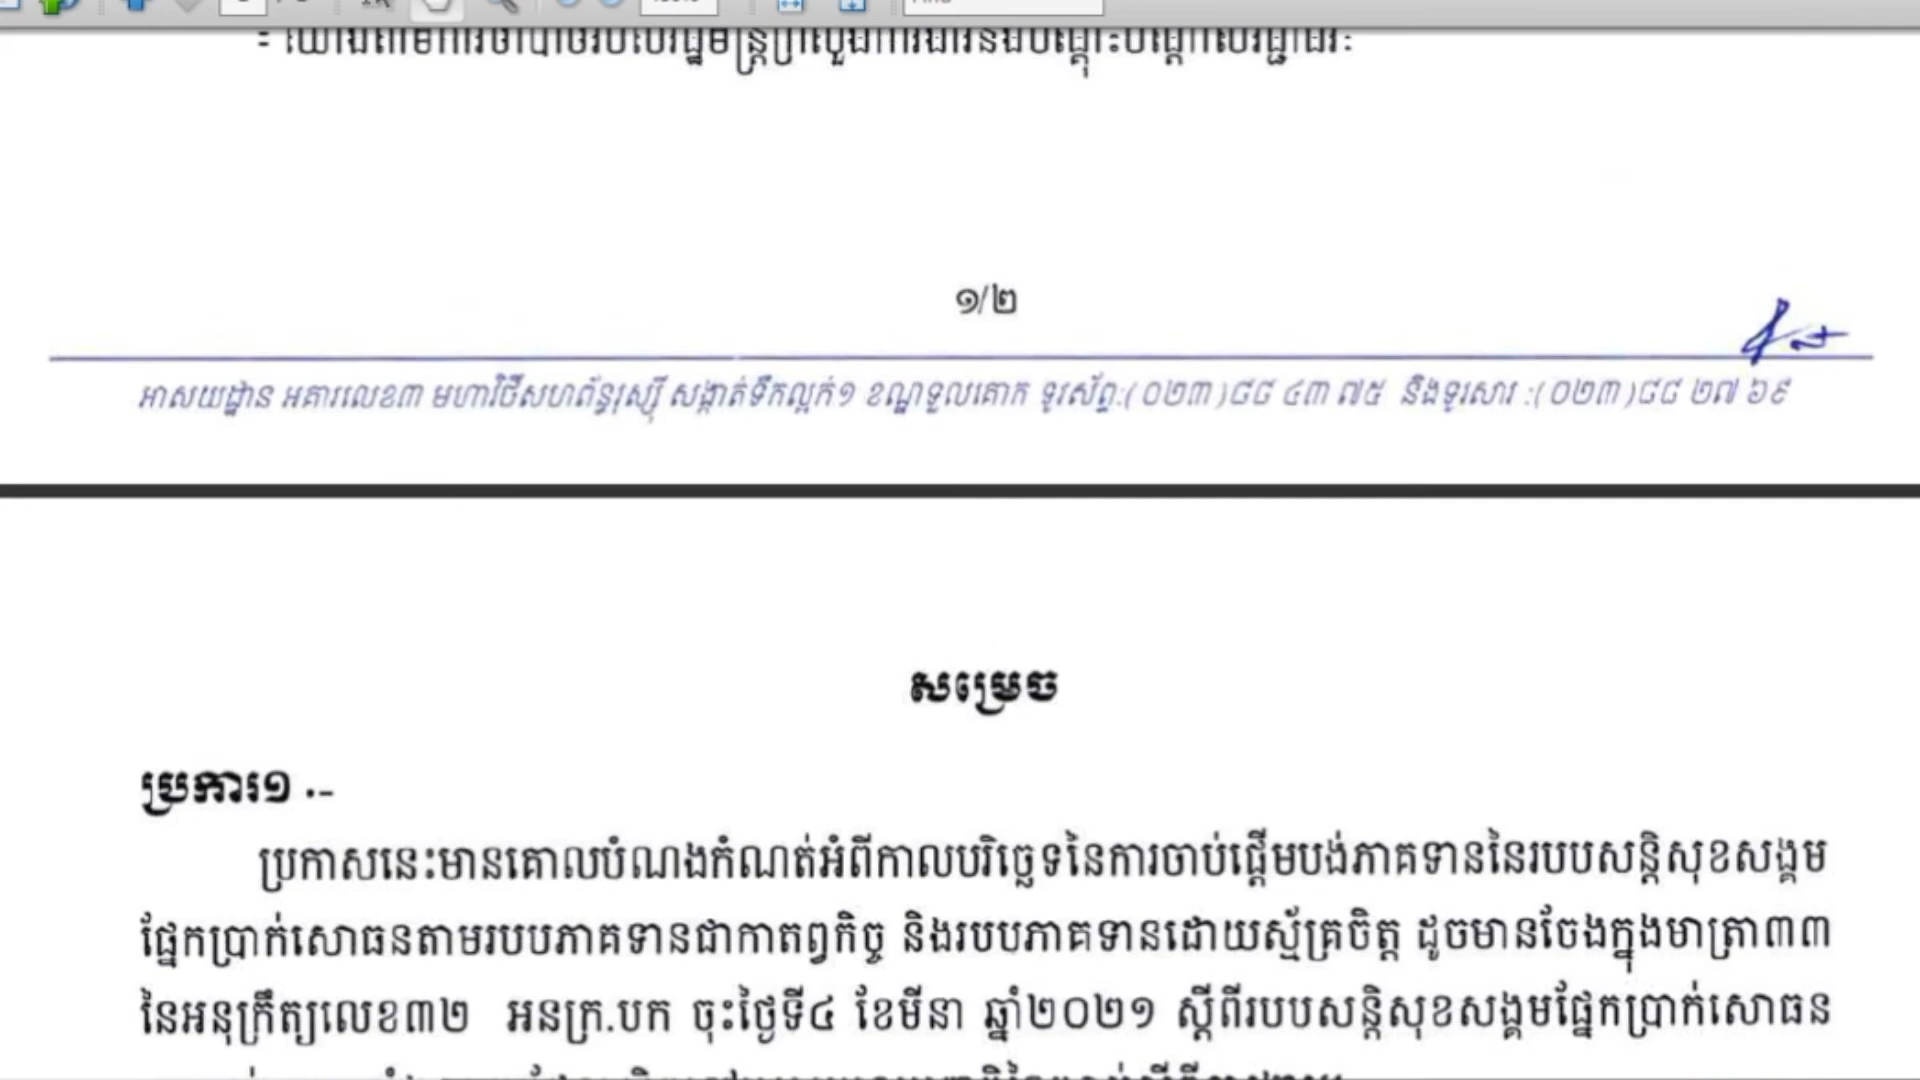 ១/២
អាសយដ្ឋាន អគារលេខ៣ មហាវិថីសហព័ន្ធរុស្ស៊ី សង្កាត់ទឹកល្អក់១ ខណ្ឌទួលគោក ទូរស័ព្ទ:(០២៣)៨៨ ៤៣ ៧៥ និងទូរសារ :(០២៣)៨៨ ២៧ ៦៩
សម្រេច
ប្រការ១ .–
ប្រកាសនេះមានគោលបំណងកំណត់អំពីកាលបរិច្ឆេទនៃការចាប់ផ្តើមបង់ភាគទាននៃរបបសន្តិសុខសង្គម
ផ្នែកប្រាក់សោធនតាមរបបភាគទានជាកាតព្វកិច្ច និងរបបភាគទានដោយស្ម័គ្រចិត្ត ដូចមានចែងក្នុងមាត្រា៣៣
នៃអនុក្រឹត្យលេខ៣២ អនក្រ.បក ចុះថ្ងៃទី៤ ខែមីនា ឆ្នាំ២០២១ ស្តីពីរបបសន្តិសុខសង្គមផ្នែកប្រាក់សោធន